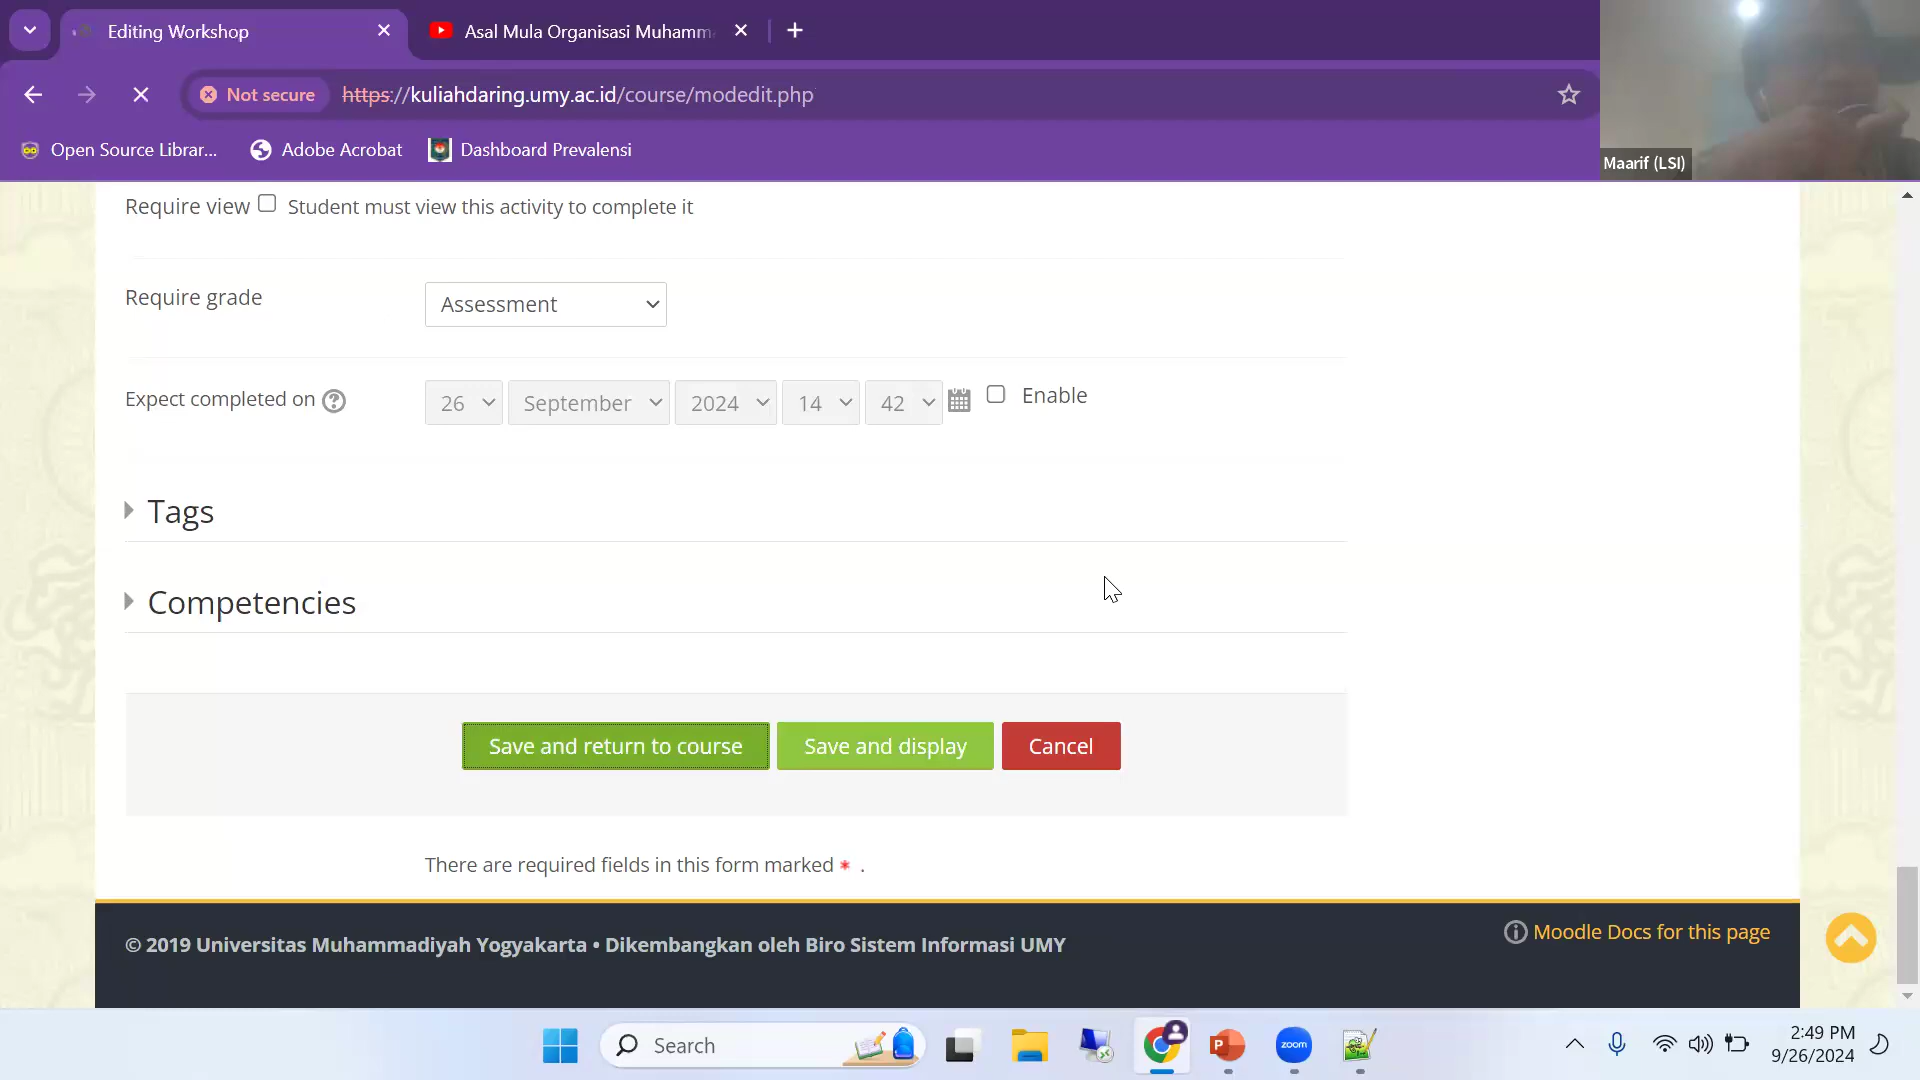 Editing Workshop
Asal Mula Organisasi Muhamm
Not secure
https://kuliahdaring.umy.ac.id/course/modedit.php
Open Source Librar...
Adobe Acrobat
Dashboard Prevalensi
Maarif (LSI)
Require view
Student must view this activity to complete it
Require grade
Assessment
Expect completed on
26
September
2024
14
42
Enable
Tags
Competencies
Save and return to course
Save and display
Cancel
There are required fields in this form marked * .
© 2019 Universitas Muhammadiyah Yogyakarta • Dikembangkan oleh Biro Sistem Informasi UMY
Moodle Docs for this page
Search
zoom
2:49 PM
9/26/2024